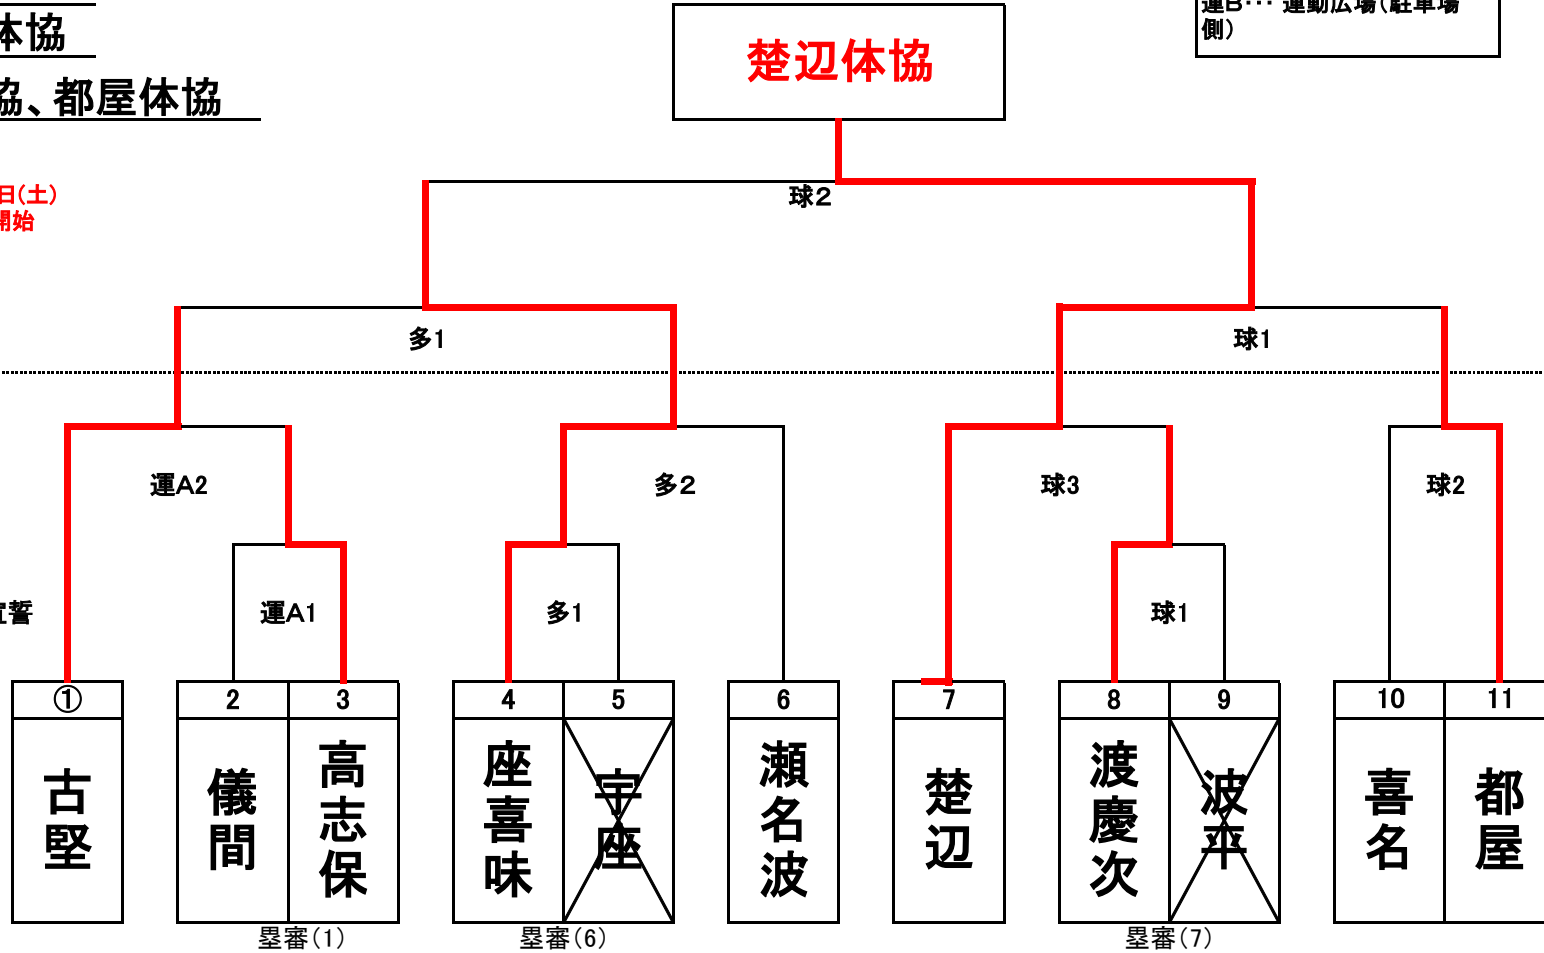 体協
運B・・・ 運動広場（駐車場
側）
楚辺体協
協、都屋体協
日(土)
開始
球２
多1
球1
運A2
多２
球3
球2
宣誓
運A1
多1
球1
①
2
3
4
5
6
7
8
9
10
11
古堅
儀間
高志保
座喜味
宇座
瀬名波
楚辺
渡慶次
波平
喜名
都屋
塁審（1）
塁審（6）
塁審（7）